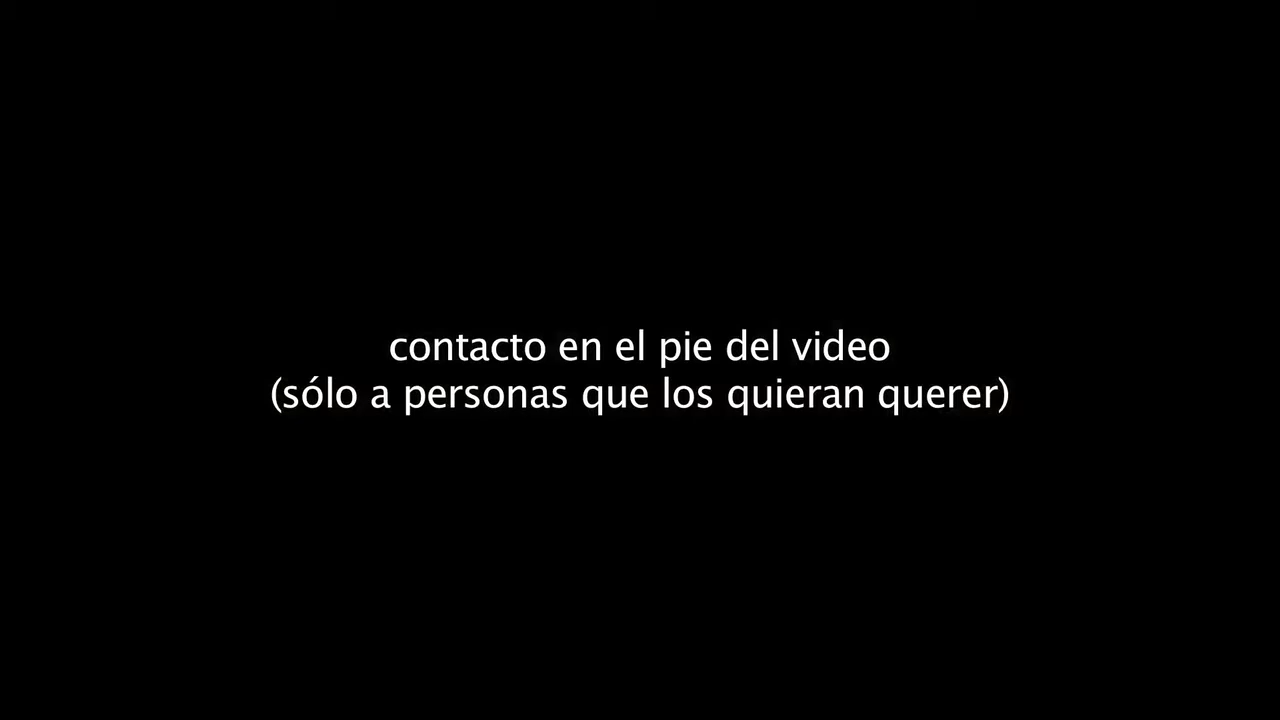 contacto en el pie del video
(sólo a personas que los quieran querer)